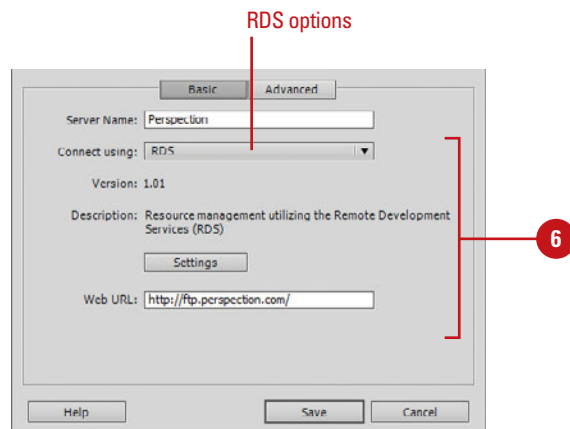 RDS options
Basic Advanced
Server Name: Perspection
Connect using: RDS
Version: 1.01
Description: Resource management utilizing the Remote Development
Services (RDS)
Settings
6
Web URL: http://ftp.perspection.com/
Help Save Cancel